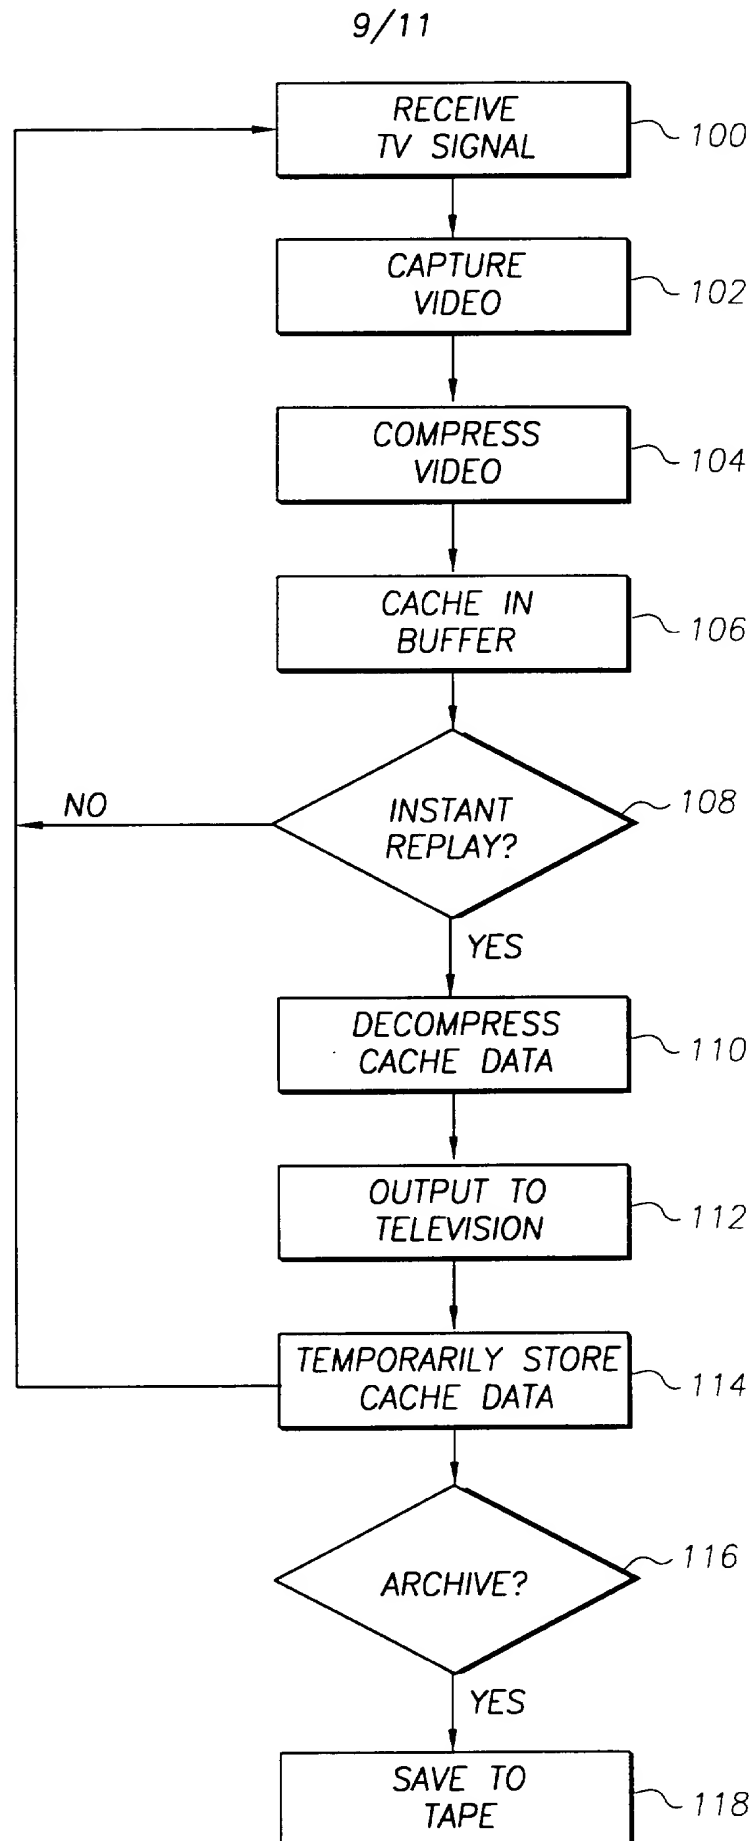 9/11
RECEIVE
TV SIGNAL
100
CAPTURE
VIDEO
102
COMPRESS
VIDEO
104
CACHE IN
BUFFER
106
NO
INSTANT
REPLAY?
108
YES
DECOMPRESS
CACHE DATA
110
OUTPUT TO
TELEVISION
112
TEMPORARILY STORE
CACHE DATA
114
ARCHIVE?
116
YES
SAVE TO
TAPE
118